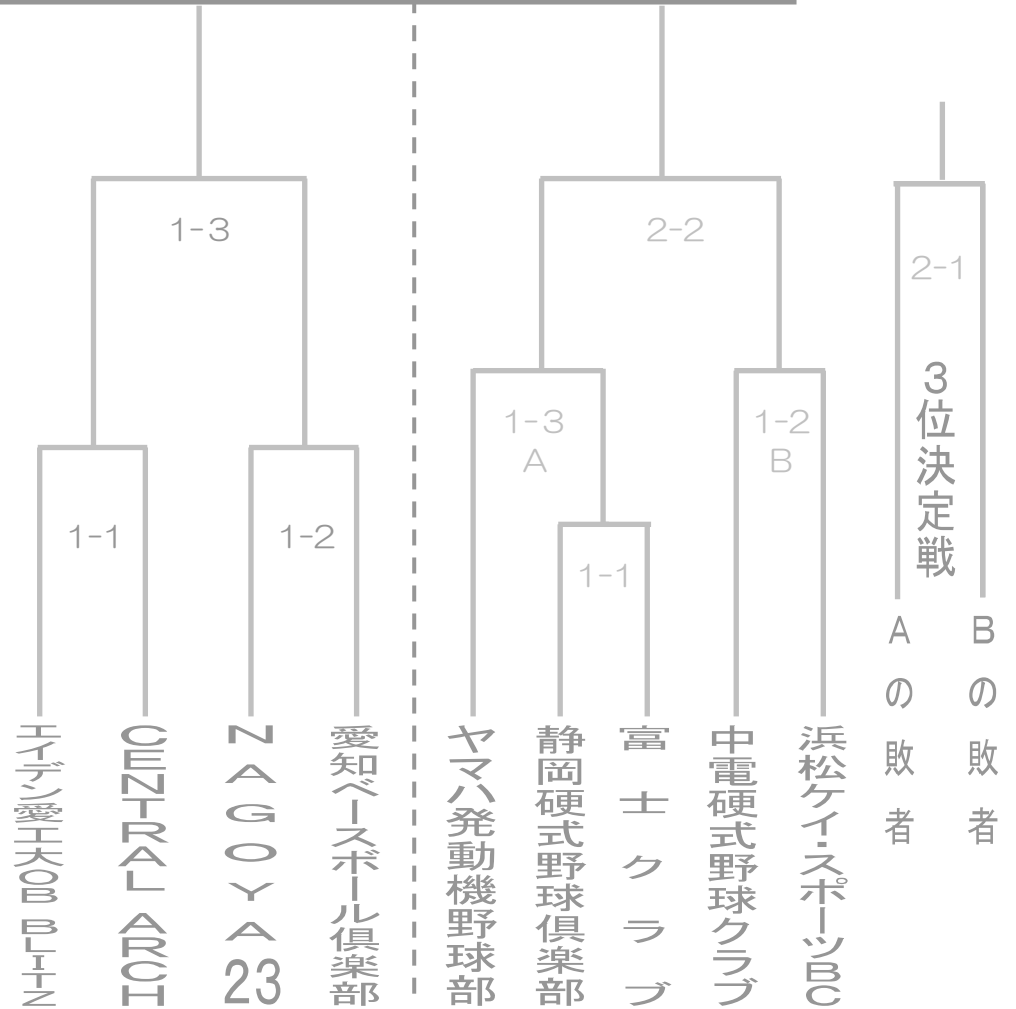 1-3
2-2
2-1
1-3
A
1-2
B
1-1
1-2
1-1
3位決定戦
Aの敗者
Bの敗者
エイデン愛工大OB BLITZ
CENTRAL ARCH
NAGOYA23
愛知ベースボール倶楽部
ヤマハ発動機野球部
静岡硬式野球倶楽部
富士クラブ
中電硬式野球クラブ
浜松ケイ・スポーツBC